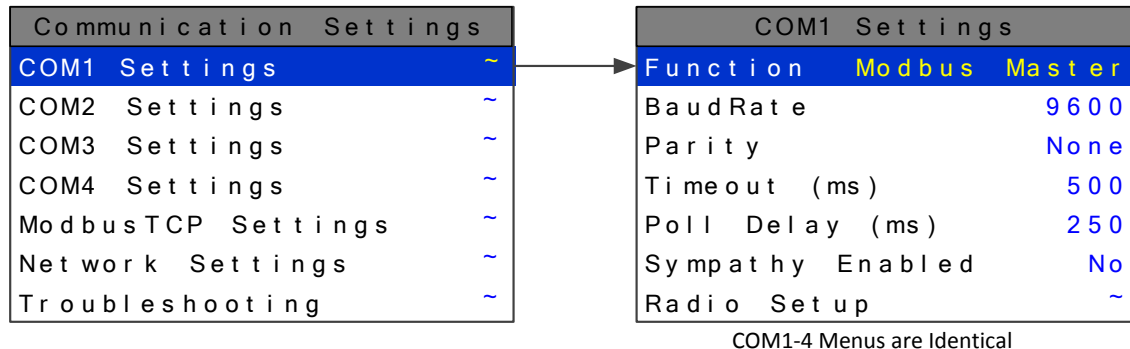 Communication Settings
COM1 Settings ~
COM2 Settings ~
COM3 Settings ~
COM4 Settings ~
ModbusTCP Settings ~
Network Settings ~
Troubleshooting ~
COM1 Settings
Function Modbus Master
BaudRate 9600
Parity None
Timeout (ms) 500
Poll Delay (ms) 250
Sympathy Enabled No
Radio Setup ~
COM1-4 Menus are Identical